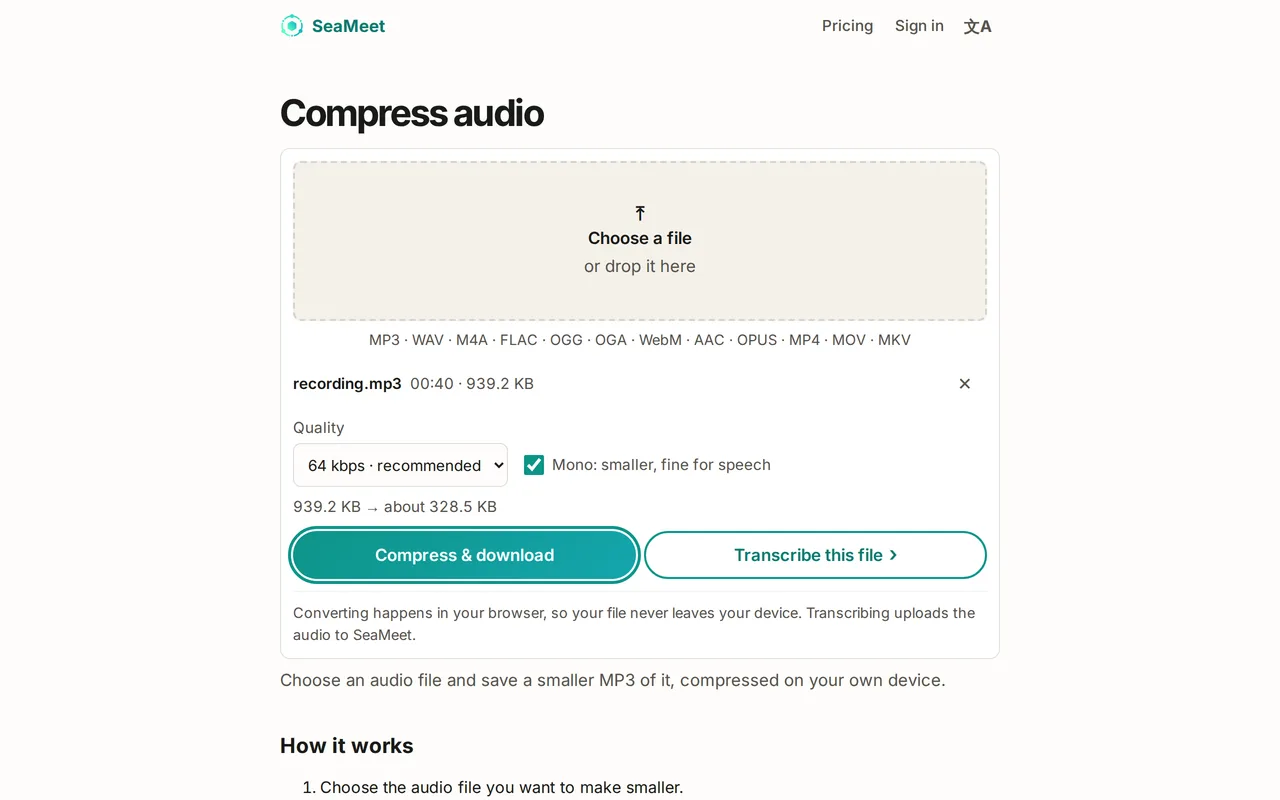 SeaMeet
Pricing
Sign in
文A
Compress audio
Choose a file
or drop it here
MP3 · WAV · M4A · FLAC · OGG · OGA · WebM · AAC · OPUS · MP4 · MOV · MKV
recording.mp3 00:40 · 939.2 KB ✕
Quality
64 kbps · recommended
Mono: smaller, fine for speech
939.2 KB → about 328.5 KB
Compress & download
Transcribe this file ›
Converting happens in your browser, so your file never leaves your device. Transcribing uploads the
audio to SeaMeet.
Choose an audio file and save a smaller MP3 of it, compressed on your own device.
How it works
1. Choose the audio file you want to make smaller.